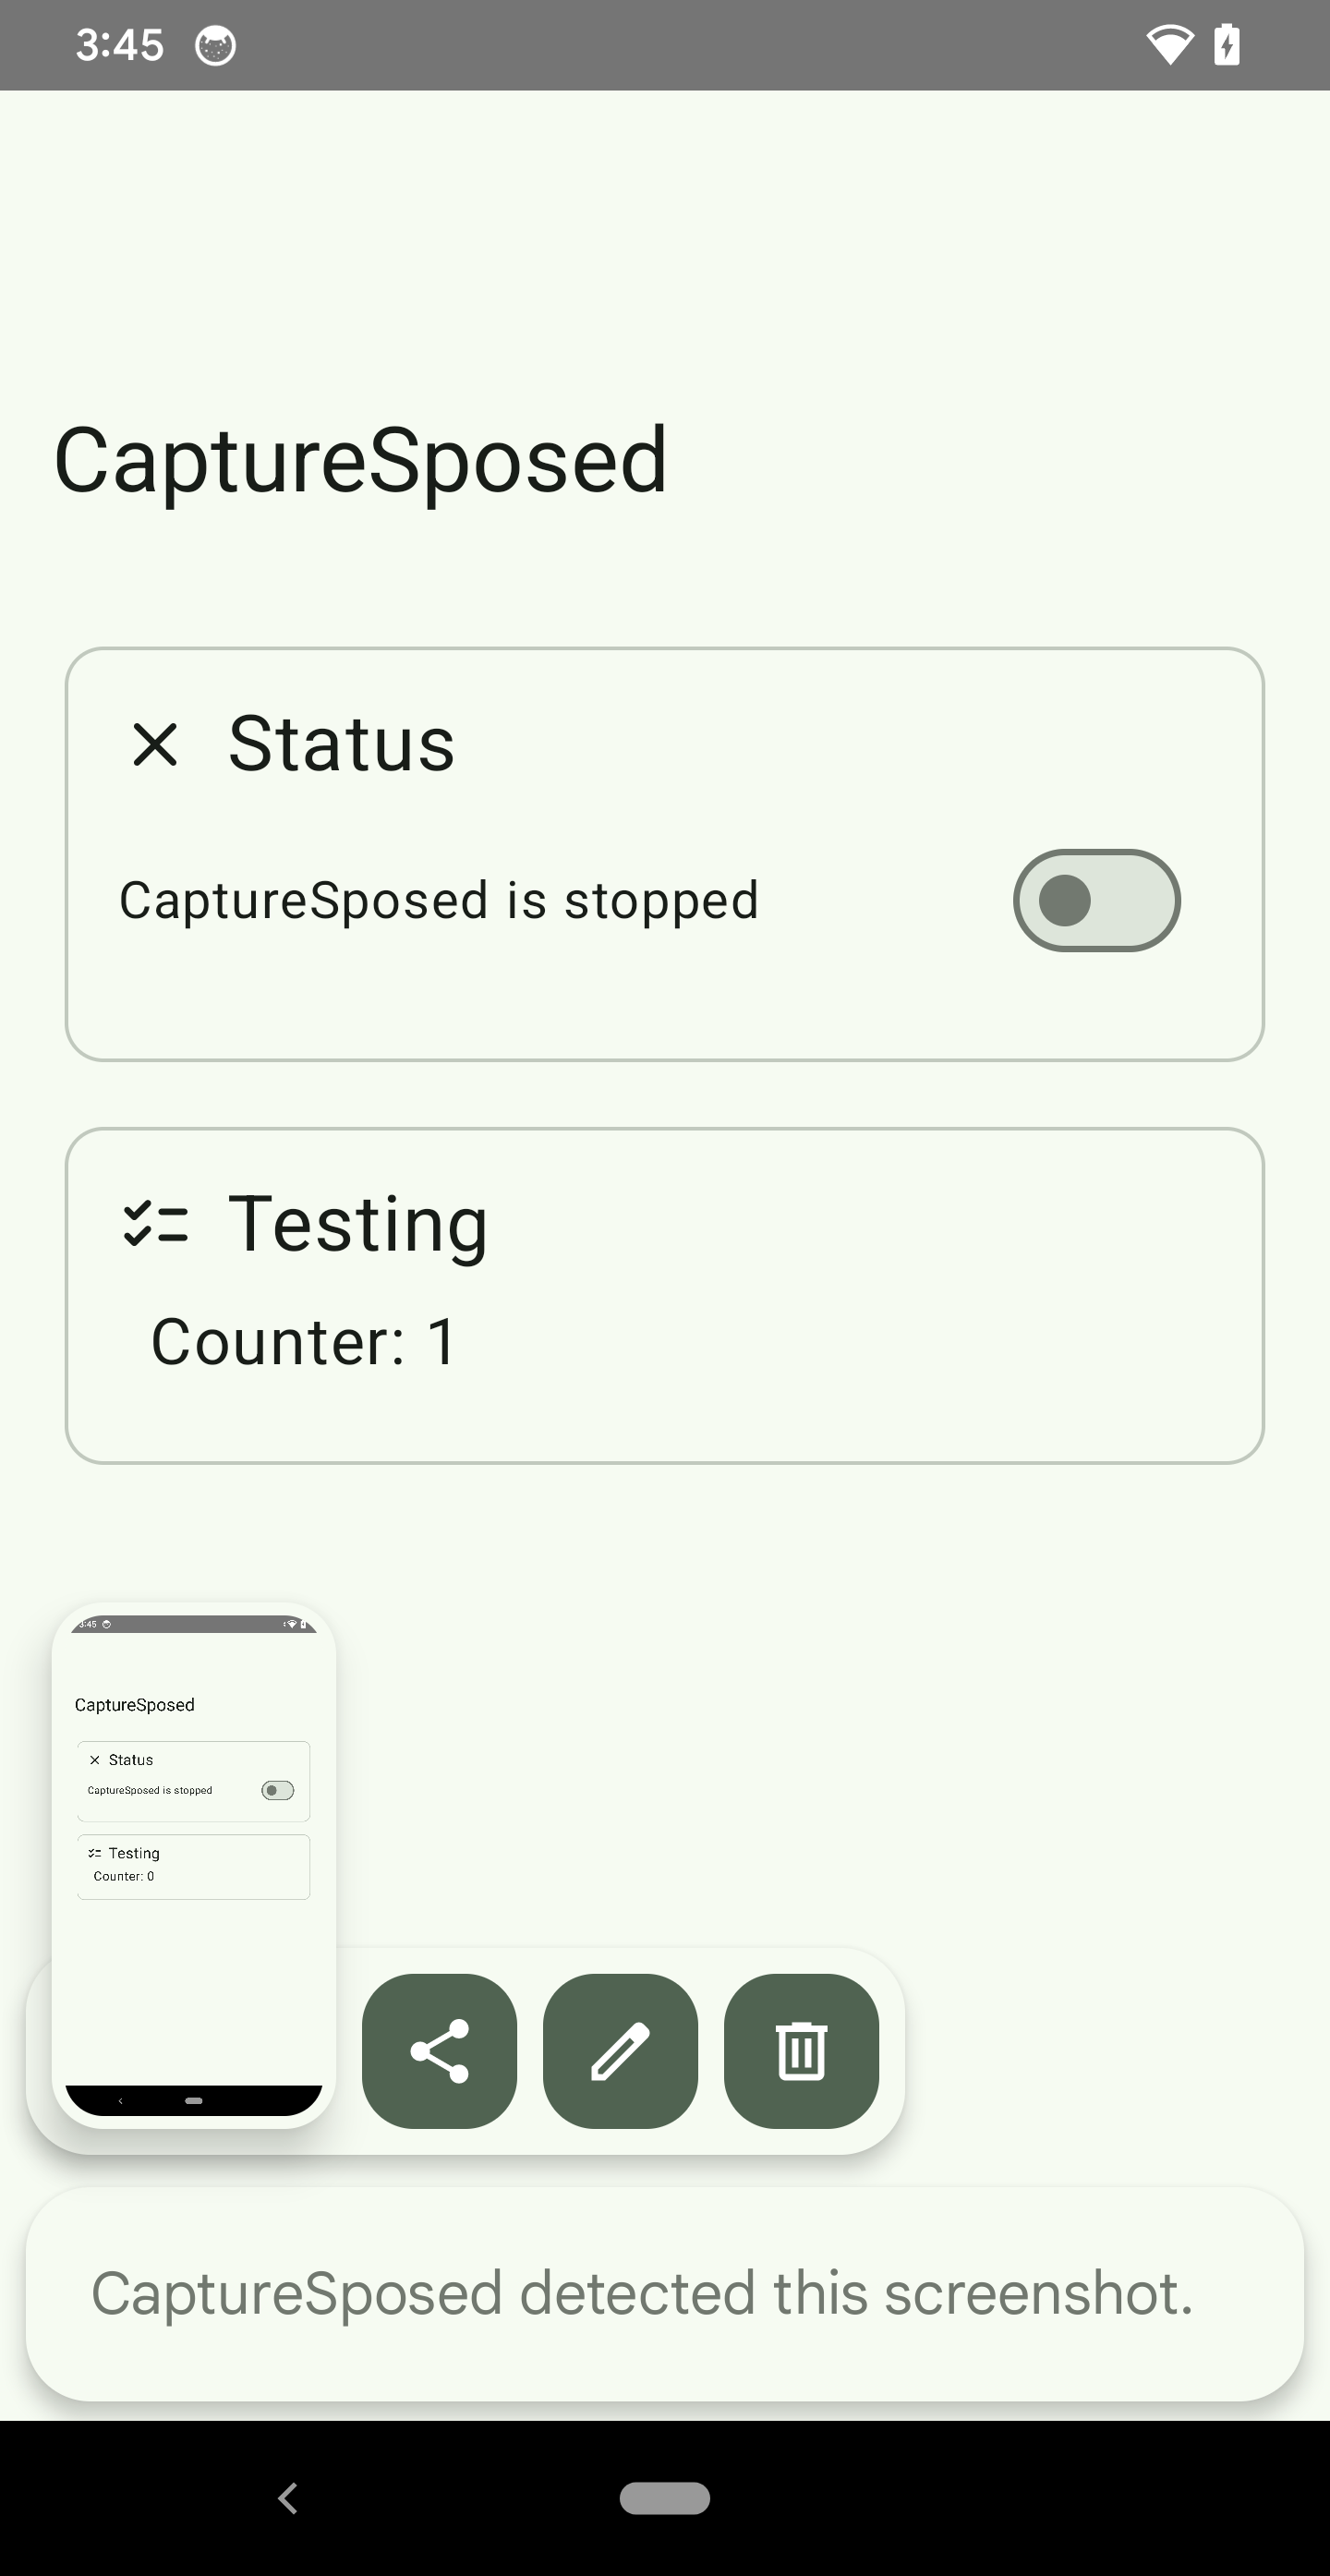 3:45
CaptureSposed
Status
CaptureSposed is stopped
Testing
Counter: 1
3:45
CaptureSposed
Status
CaptureSposed is stopped
Testing
Counter: 0
CaptureSposed detected this screenshot.